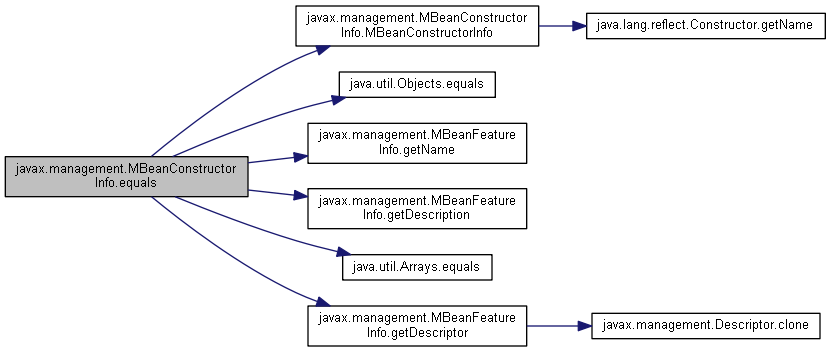 javax.management.MBeanConstructor
Info.MBeanConstructorInfo
java.lang.reflect.Constructor.getName
java.util.Objects.equals
javax.management.MBeanFeature
Info.getName
javax.management.MBeanConstructor
Info.equals
javax.management.MBeanFeature
Info.getDescription
java.util.Arrays.equals
javax.management.MBeanFeature
Info.getDescriptor
javax.management.Descriptor.clone